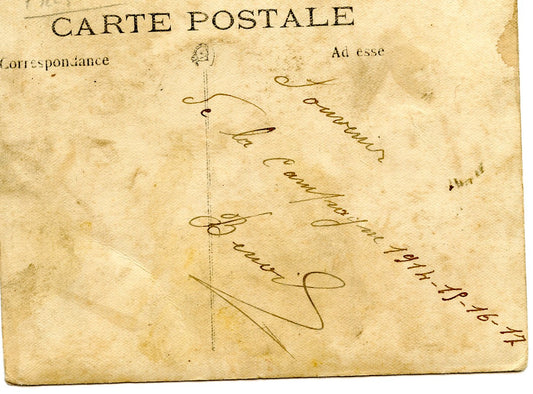 CARTE POSTALE
Correspondance
Ad esse
Souvenir
de la Campagne 1914-15-16-17
Benoit